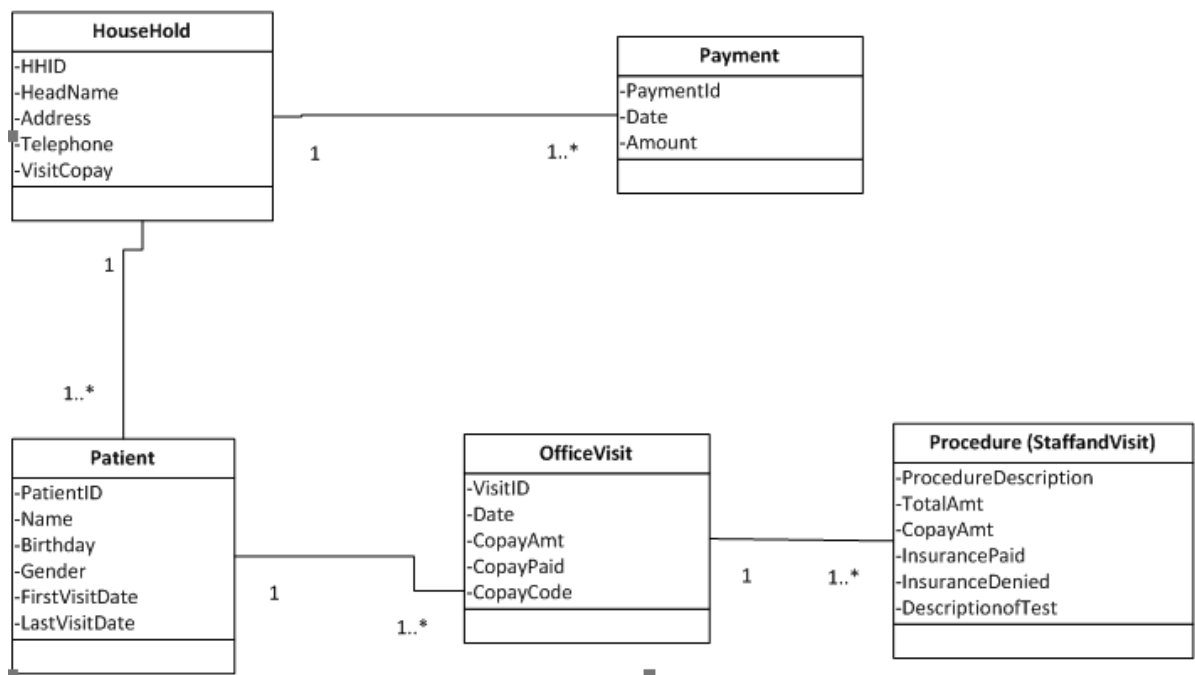 HouseHold
-HHID
-HeadName
-Address
-Telephone
-VisitCopay
Payment
-PaymentId
-Date
-Amount
1
1..*
1
1..*
Patient
-PatientID
-Name
-Birthday
-Gender
-FirstVisitDate
-LastVisitDate
1
1..*
OfficeVisit
-VisitID
-Date
-CopayAmt
-CopayPaid
-CopayCode
1
1..*
Procedure (StaffandVisit)
-ProcedureDescription
-TotalAmt
-CopayAmt
-InsurancePaid
-InsuranceDenied
-DescriptionofTest